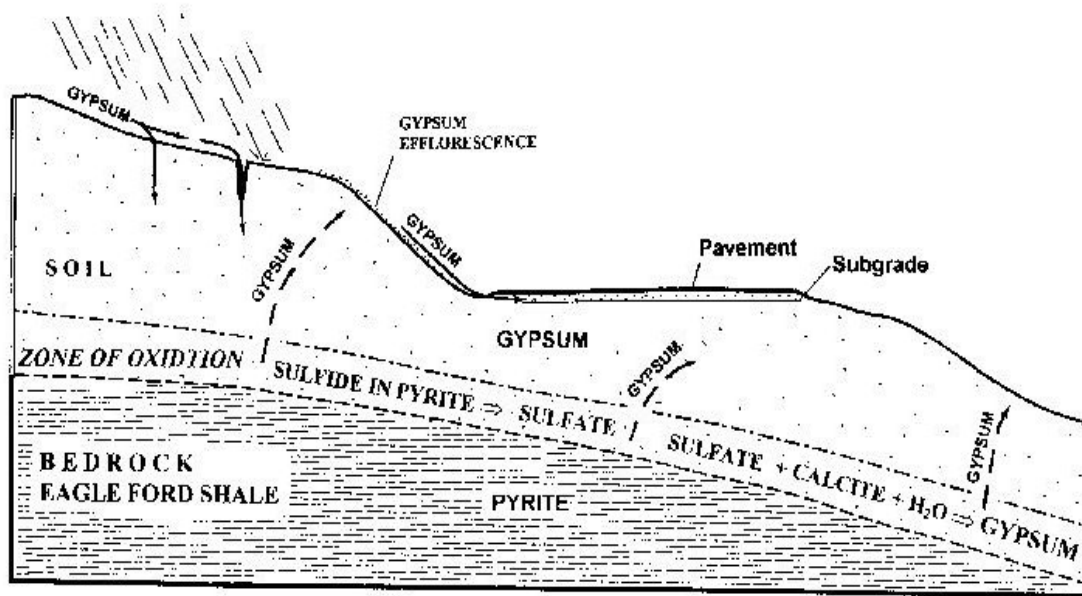 GYPSUM
GYPSUM
EFFLORESCENCE
GYPSUM
Pavement
Subgrade
SOIL
GYPSUM
GYPSUM
GYPSUM
GYPSUM
ZONE OF OXIDTION
SULFIDE IN PYRITE ⇒ SULFATE
SULFATE + CALCITE + H₂O ⇒ GYPSUM
BEDROCK
EAGLE FORD SHALE
PYRITE